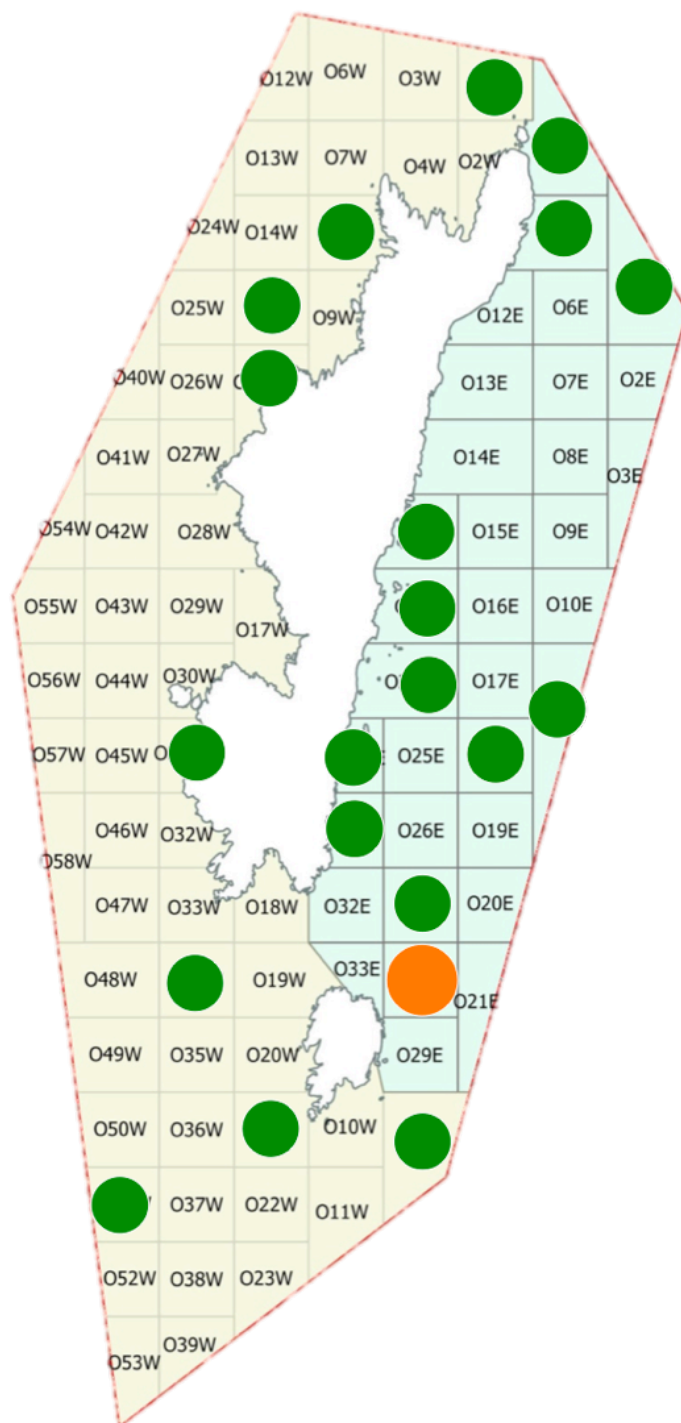 O12W O6W O3W
O13W O7W O4W O2W
O24W O14W
O25W O9W O12E O6E
O40W O26W O13E O7E O2E
O41W O27W O14E O8E O3E
O54W O42W O28W O15E O9E
O55W O43W O29W O17W O16E O10E
O56W O44W O30W O17E
O57W O45W O25E
O58W O46W O32W O26E O19E
O47W O33W O18W O32E O20E
O48W O19W O33E O21E
O49W O35W O20W O29E
O50W O36W O10W
O37W O22W O11W
O52W O38W O23W
O53W O39W